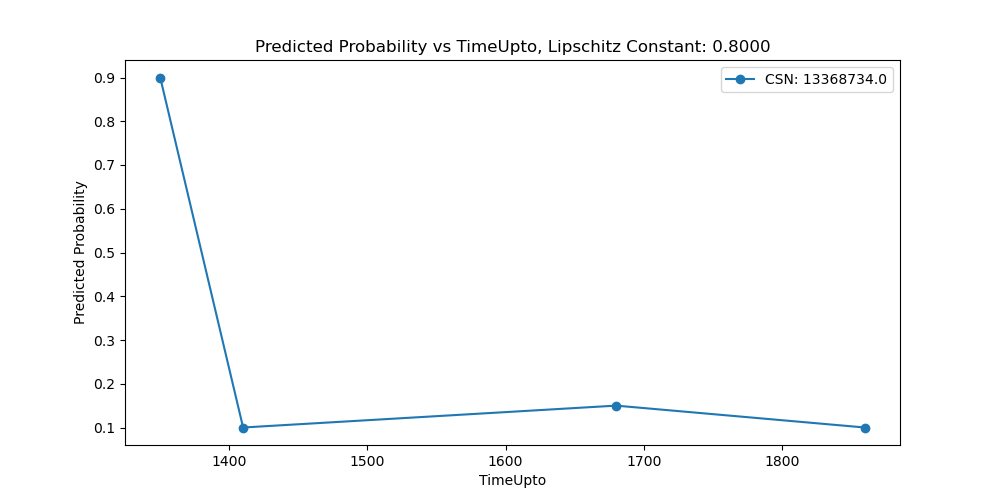 Predicted Probability vs TimeUpto, Lipschitz Constant: 0.8000
CSN: 13368734.0
Predicted Probability
0.9
0.8
0.7
0.6
0.5
0.4
0.3
0.2
0.1
1400 1500 1600 1700 1800
TimeUpto